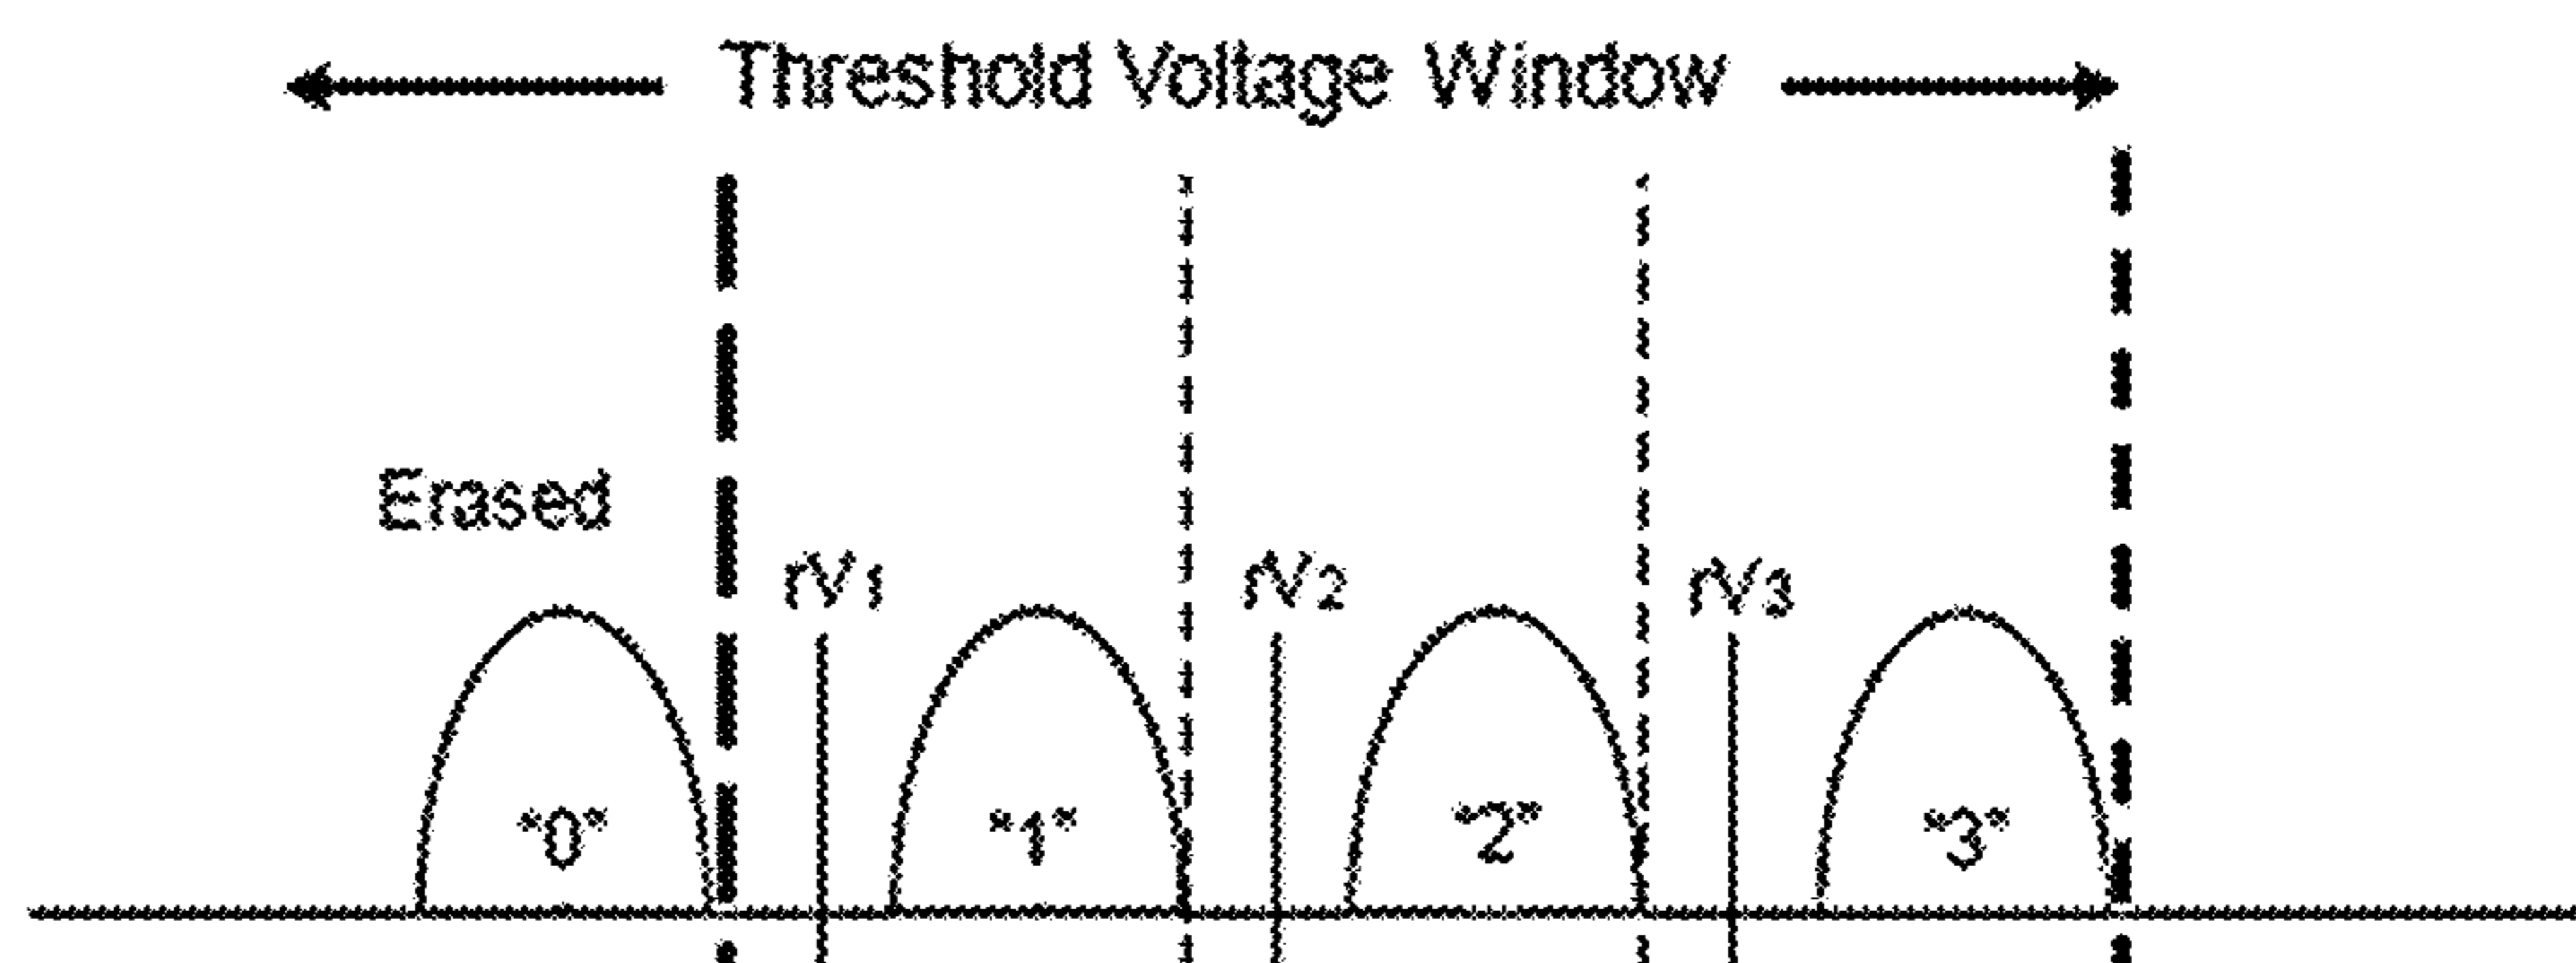 Threshold Voltage Window
Erased
rV1 rV2 rV3
"0" "1" "2" "3"